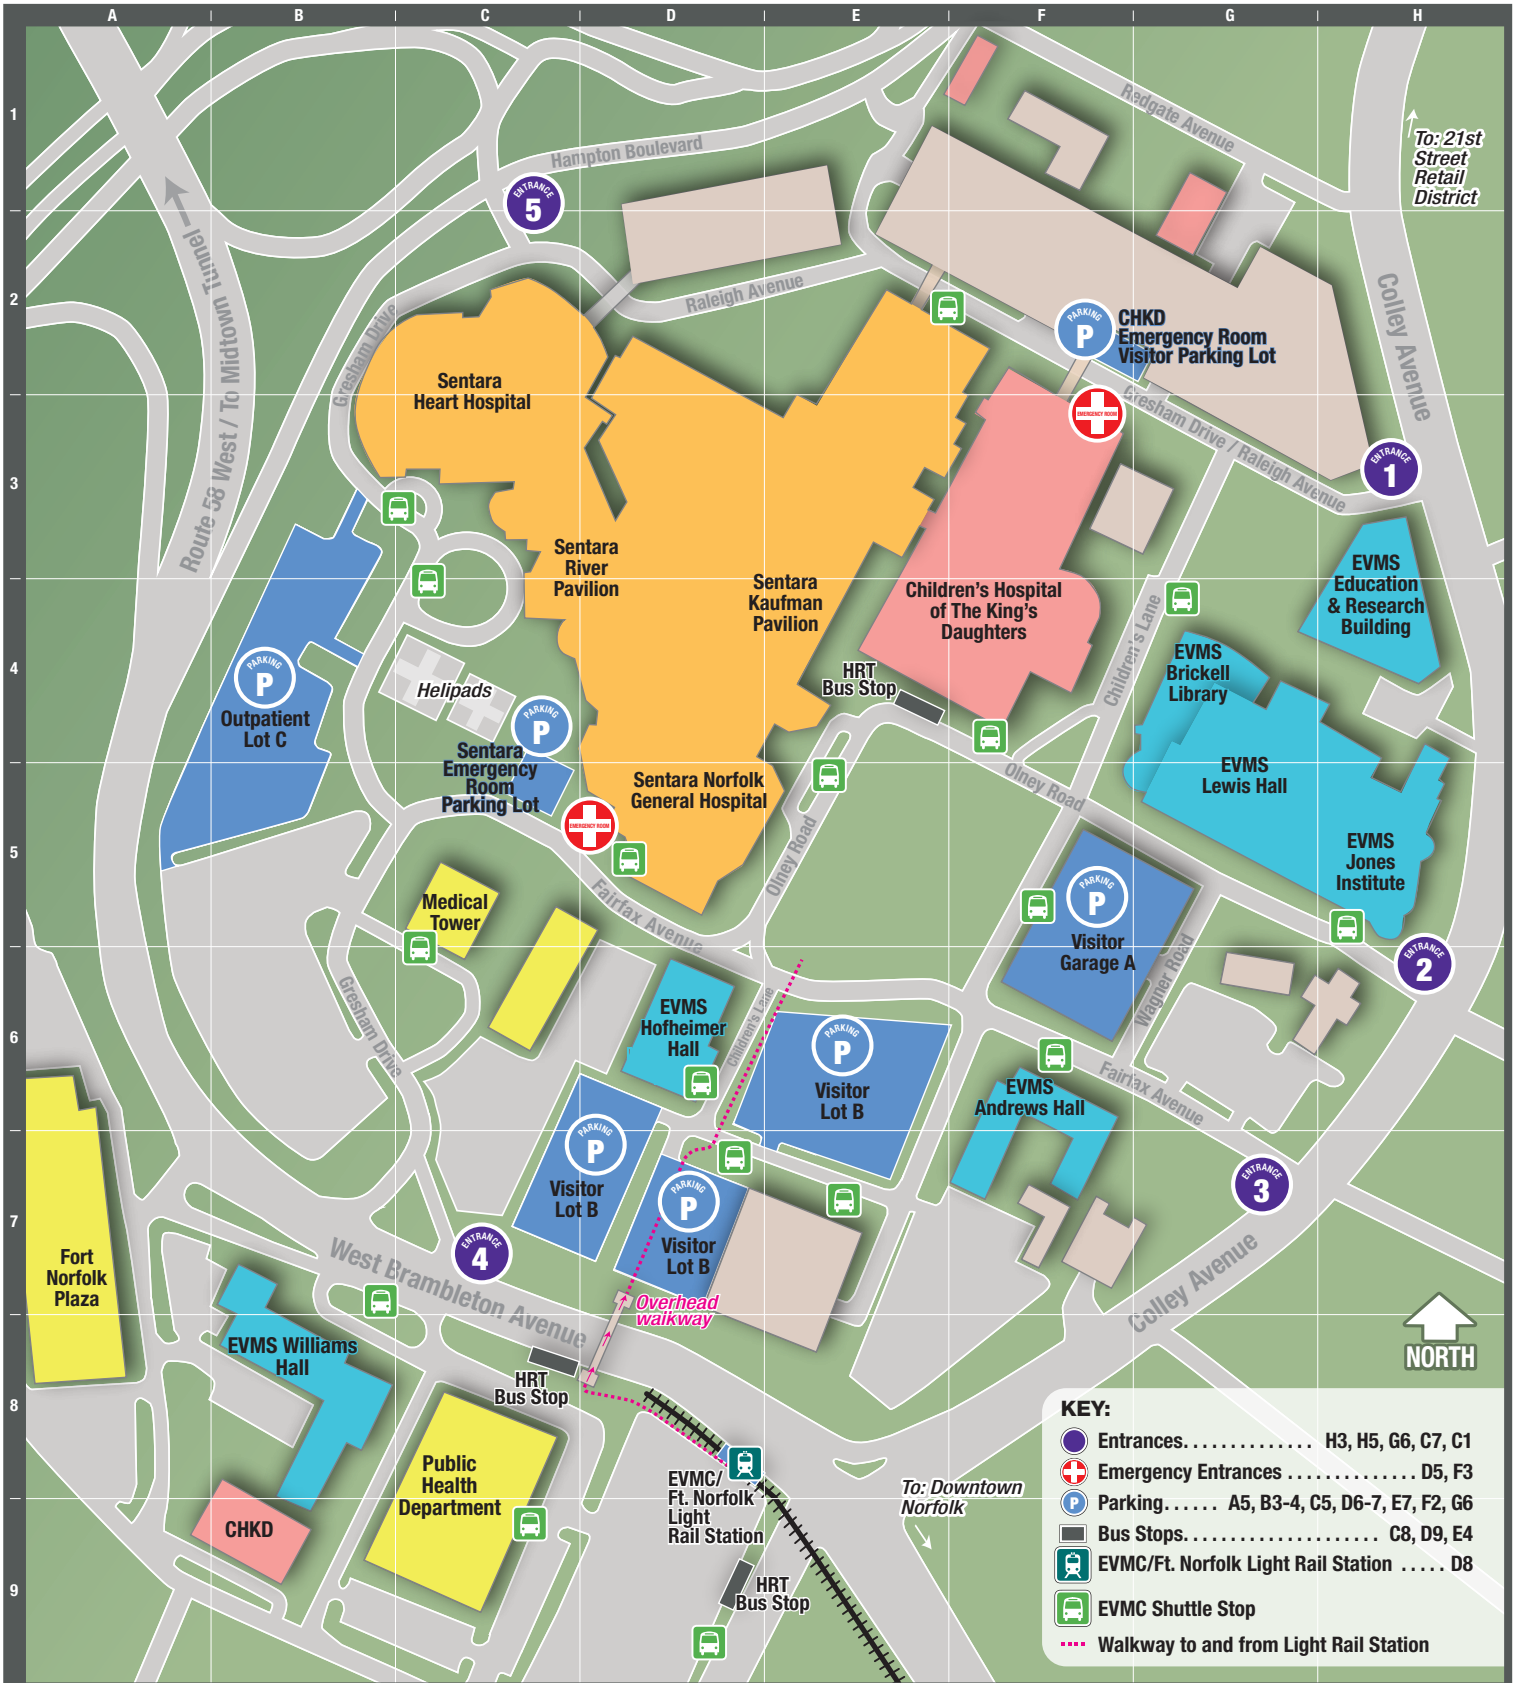 A B C D E F G H
1
2
3
4
5
6
7
8
9
Redgate Avenue
Hampton Boulevard
To: 21st
Street
Retail
District
ENTRANCE
5
Route 58 West / To Midtown Tunnel
Raleigh Avenue
Gresham Drive
Colley Avenue
PARKING
P
CHKD
Emergency Room
Visitor Parking Lot
Sentara
Heart Hospital
EMERGENCY ROOM
Gresham Drive / Raleigh Avenue
ENTRANCE
1
Sentara
River
Pavilion
Sentara
Kaufman
Pavilion
Children's Hospital
of The King's
Daughters
EVMS
Education
& Research
Building
Children's Lane
EVMS
Brickell
Library
HRT
Bus Stop
PARKING
P
Outpatient
Lot C
Helipads
PARKING
P
Sentara
Emergency
Room
Parking Lot
Sentara Norfolk
General Hospital
EMERGENCY ROOM
Olney Road
Olney Road
EVMS
Lewis Hall
EVMS
Jones
Institute
Medical
Tower
Fairfax Avenue
PARKING
P
Visitor
Garage A
Wagner Road
ENTRANCE
2
Gresham Drive
EVMS
Hofheimer
Hall
Children's Lane
PARKING
P
Visitor
Lot B
EVMS
Andrews Hall
Fairfax Avenue
PARKING
P
Visitor
Lot B
PARKING
P
Visitor
Lot B
ENTRANCE
3
ENTRANCE
4
Fort
Norfolk
Plaza
West Brambleton Avenue
Overhead
walkway
Colley Avenue
EVMS Williams
Hall
HRT
Bus Stop
NORTH
Public
Health
Department
EVMC/
Ft. Norfolk
Light
Rail Station
To: Downtown
Norfolk
CHKD
HRT
Bus Stop
KEY:
Entrances. . . . . . . . . . . . . . H3, H5, G6, C7, C1
Emergency Entrances . . . . . . . . . . . . . . D5, F3
P Parking. . . . . . A5, B3-4, C5, D6-7, E7, F2, G6
Bus Stops. . . . . . . . . . . . . . . . . . . . . C8, D9, E4
EVMC/Ft. Norfolk Light Rail Station . . . . . D8
EVMC Shuttle Stop
Walkway to and from Light Rail Station